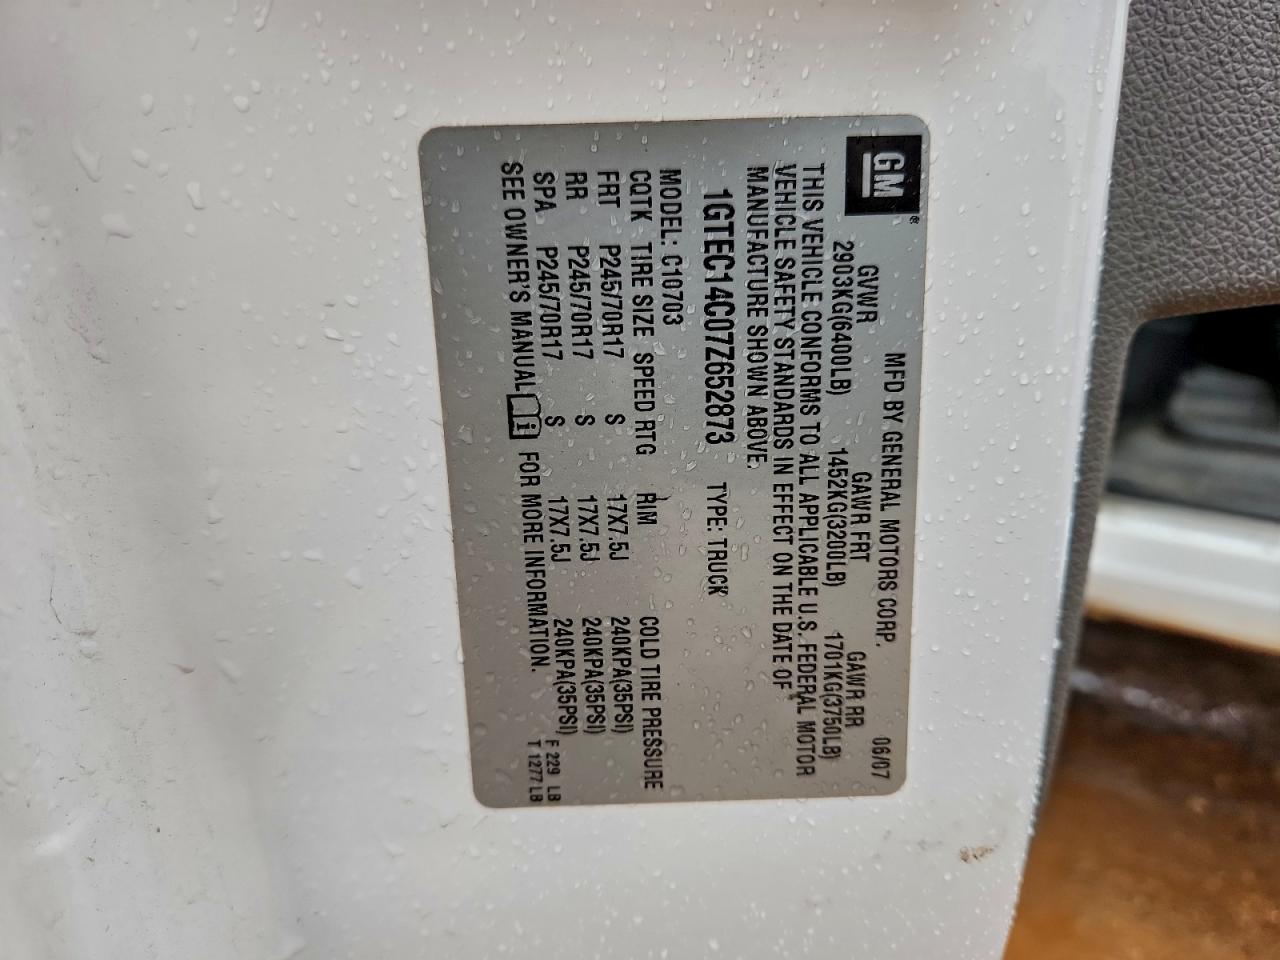 GM®
MFD BY GENERAL MOTORS CORP. 06/07
GVWR GAWR FRT GAWR RR
2903KG(6400LB) 1452KG(3200LB) 1701KG(3750LB)
THIS VEHICLE CONFORMS TO ALL APPLICABLE U.S. FEDERAL MOTOR
VEHICLE SAFETY STANDARDS IN EFFECT ON THE DATE OF
MANUFACTURE SHOWN ABOVE.
1GTEC14C07Z652873 TYPE: TRUCK
MODEL: C10703
CQTK TIRE SIZE SPEED RTG RIM COLD TIRE PRESSURE
FRT P245/70R17 S 17X7.5J 240KPA(35PSI)
RR P245/70R17 S 17X7.5J 240KPA(35PSI)
SPA P245/70R17 S 17X7.5J 240KPA(35PSI)
SEE OWNER'S MANUAL i FOR MORE INFORMATION.
F 229 LB
T 1277LB